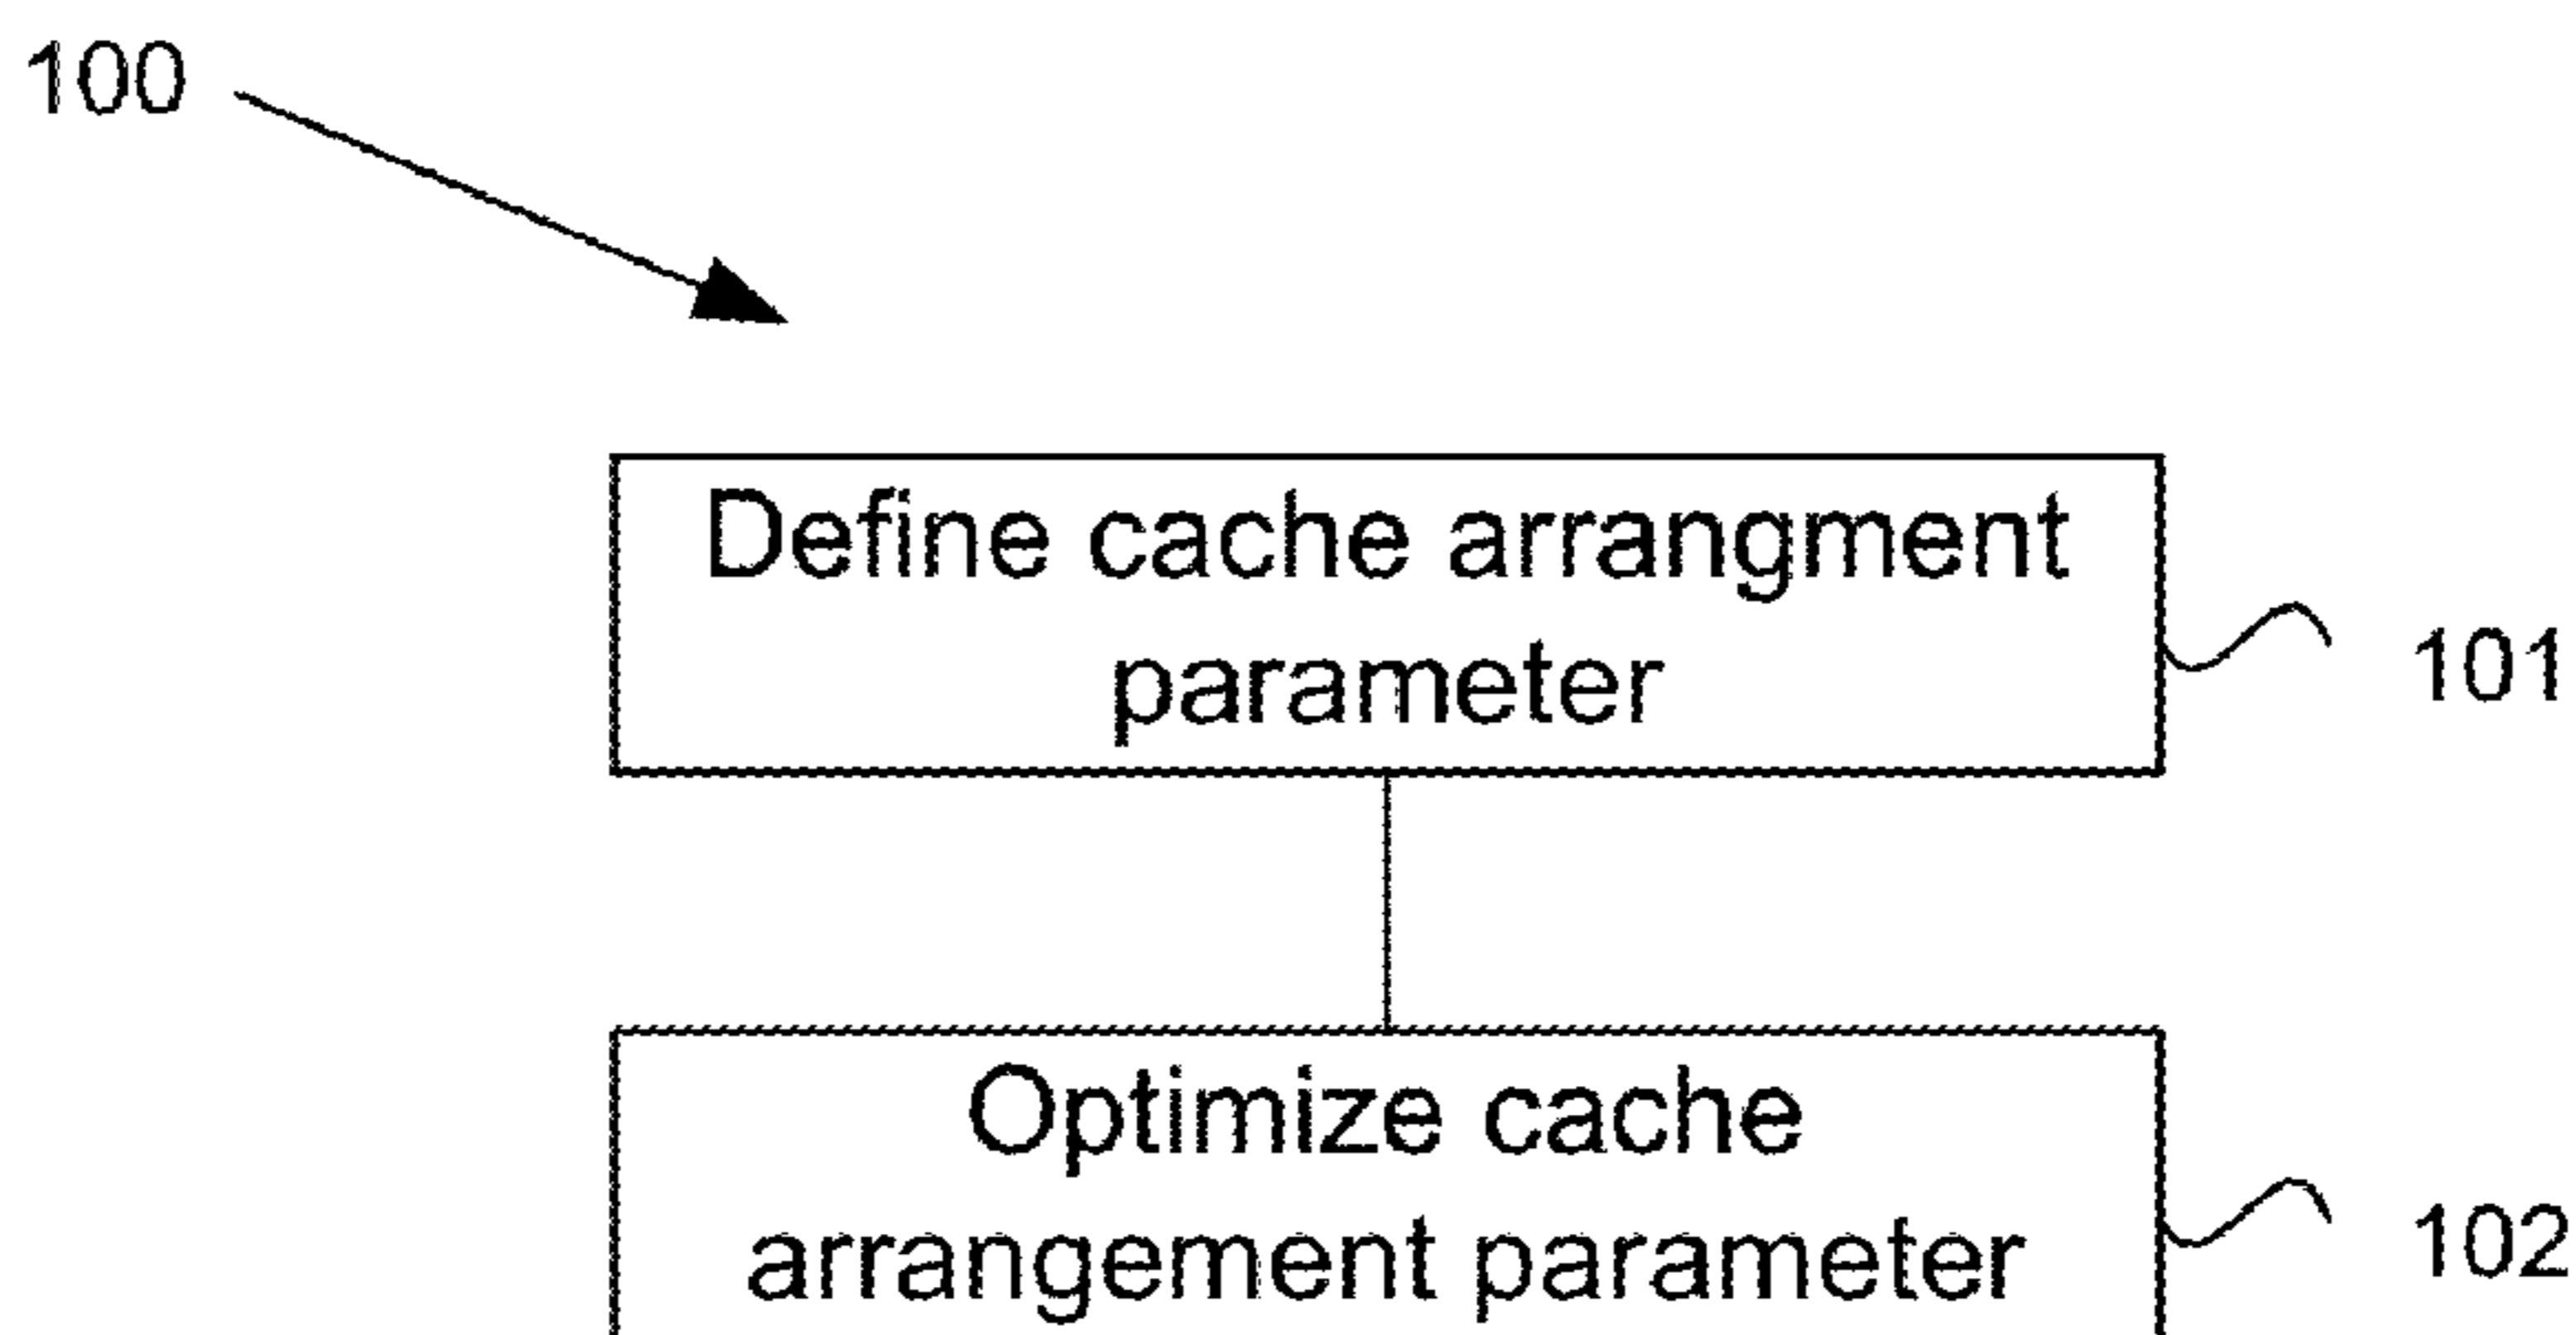 100
Define cache arrangment
parameter
101
Optimize cache
arrangement parameter
102